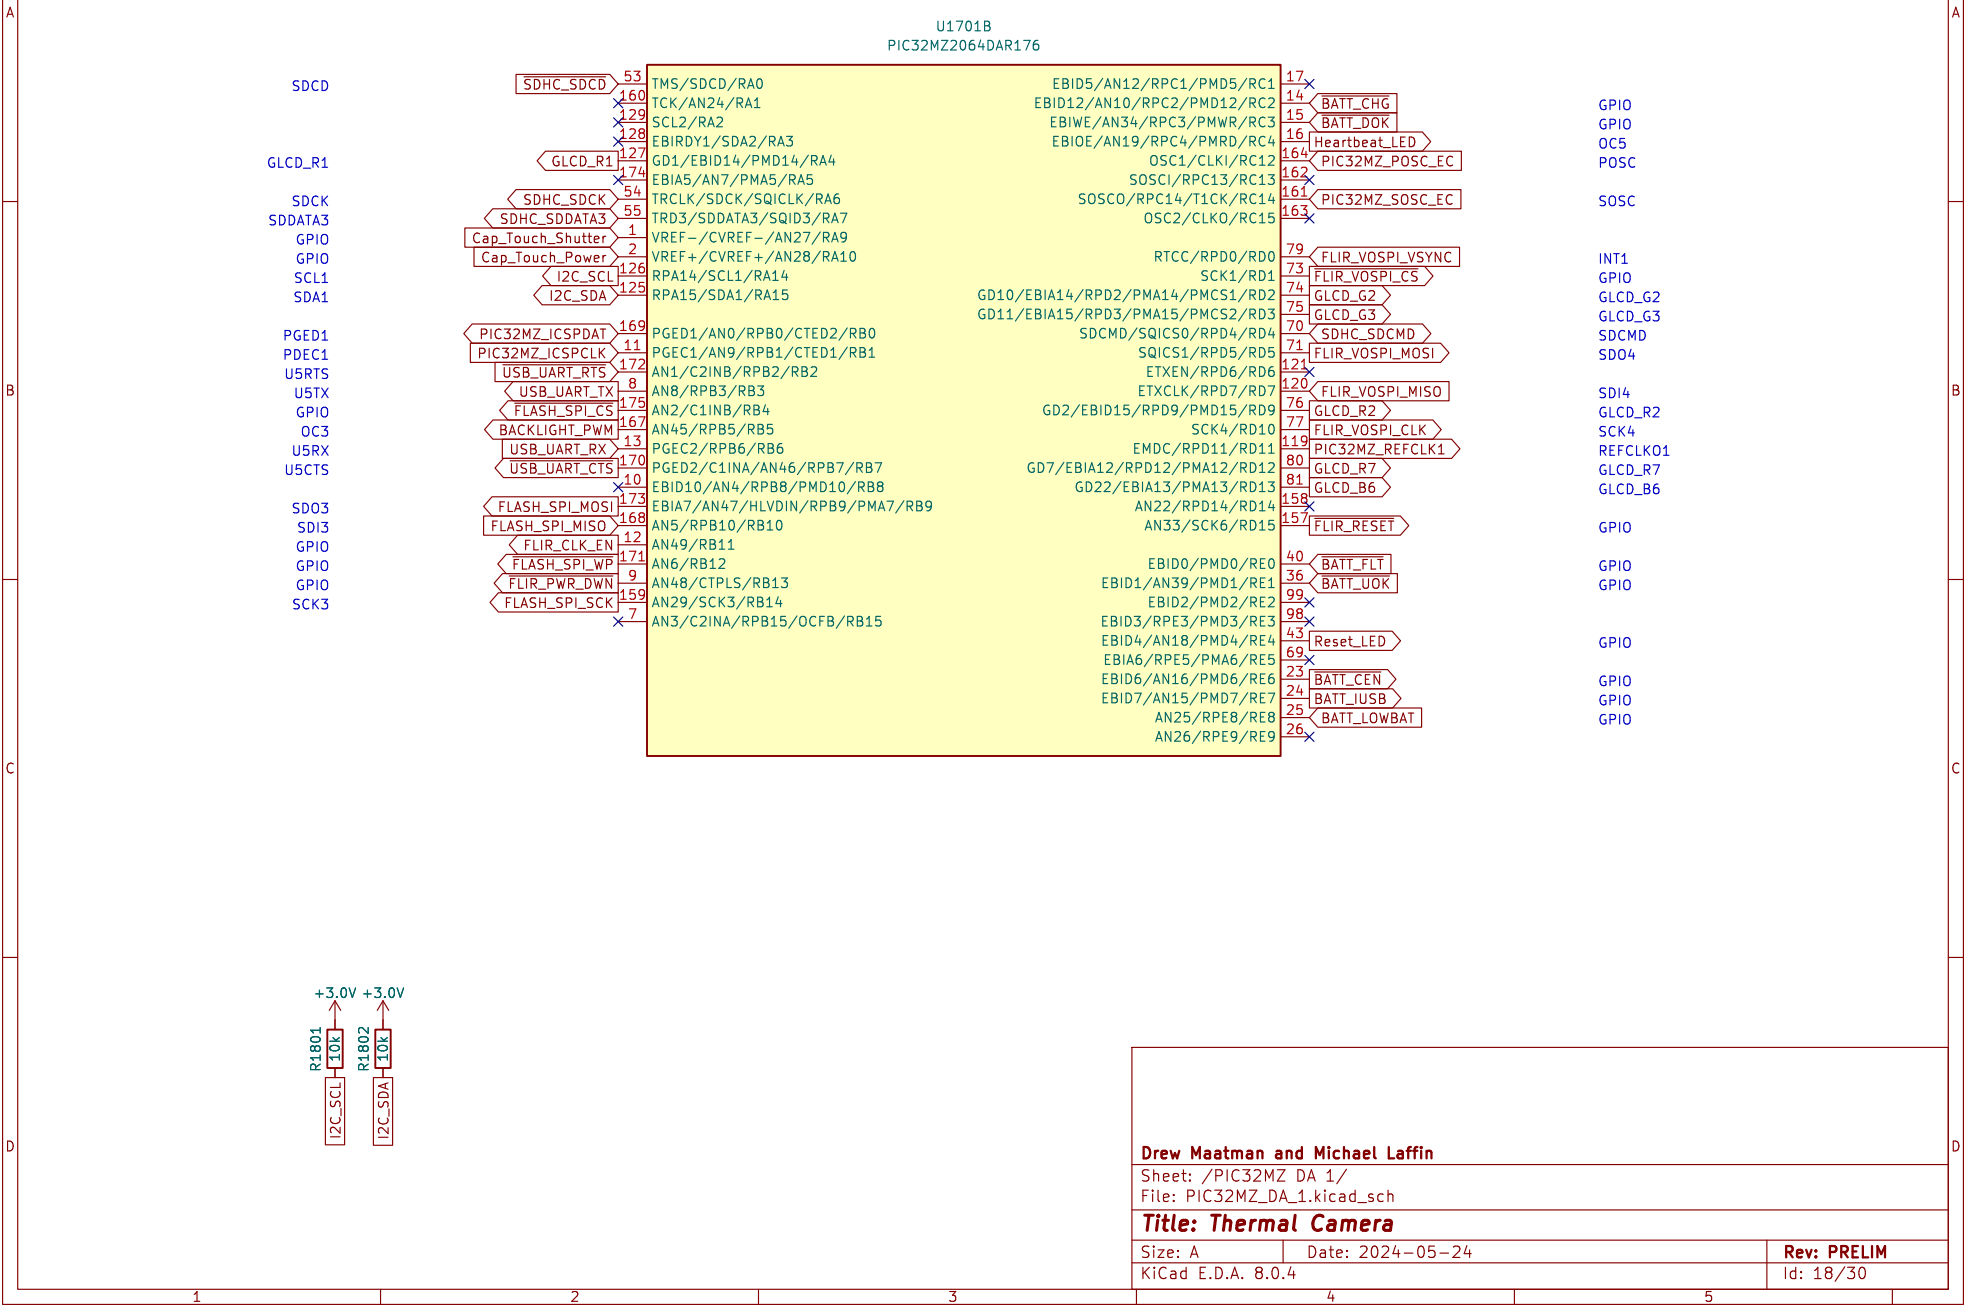 A
A
U1701B
PIC32MZ2064DAR176
SDCD SDHC_SDCD 53 TMS/SDCD/RA0 EBID5/AN12/RPC1/PMD5/RC1 17
160 TCK/AN24/RA1 EBID12/AN10/RPC2/PMD12/RC2 14 BATT_CHG GPIO
129 SCL2/RA2 EBIWE/AN34/RPC3/PMWR/RC3 15 BATT_DOK GPIO
128 EBIRDY1/SDA2/RA3 EBIOE/AN19/RPC4/PMRD/RC4 16 Heartbeat_LED OC5
GLCD_R1 GLCD_R1 127 GD1/EBID14/PMD14/RA4 OSC1/CLKI/RC12 164 PIC32MZ_POSC_EC POSC
174 EBIA5/AN7/PMA5/RA5 SOSCI/RPC13/RC13 162
SDCK SDHC_SDCK 54 TRCLK/SDCK/SQICLK/RA6 SOSCO/RPC14/T1CK/RC14 161 PIC32MZ_SOSC_EC SOSC
SDDATA3 SDHC_SDDATA3 55 TRD3/SDDATA3/SQID3/RA7 OSC2/CLKO/RC15 163
GPIO Cap_Touch_Shutter 1 VREF-/CVREF-/AN27/RA9
GPIO Cap_Touch_Power 2 VREF+/CVREF+/AN28/RA10 RTCC/RPD0/RD0 79 FLIR_VOSPI_VSYNC INT1
SCL1 I2C_SCL 126 RPA14/SCL1/RA14 SCK1/RD1 73 FLIR_VOSPI_CS GPIO
SDA1 I2C_SDA 125 RPA15/SDA1/RA15 GD10/EBIA14/RPD2/PMA14/PMCS1/RD2 74 GLCD_G2 GLCD_G2
GD11/EBIA15/RPD3/PMA15/PMCS2/RD3 75 GLCD_G3 GLCD_G3
PGED1 PIC32MZ_ICSPDAT 169 PGED1/AN0/RPB0/CTED2/RB0 SDCMD/SQICS0/RPD4/RD4 70 SDHC_SDCMD SDCMD
PDEC1 PIC32MZ_ICSPCLK 11 PGEC1/AN9/RPB1/CTED1/RB1 SQICS1/RPD5/RD5 71 FLIR_VOSPI_MOSI SDO4
U5RTS USB_UART_RTS 172 AN1/C2INB/RPB2/RB2 ETXEN/RPD6/RD6 121
B U5TX USB_UART_TX 8 AN8/RPB3/RB3 ETXCLK/RPD7/RD7 120 FLIR_VOSPI_MISO SDI4 B
GPIO FLASH_SPI_CS 175 AN2/C1INB/RB4 GD2/EBID15/RPD9/PMD15/RD9 76 GLCD_R2 GLCD_R2
OC3 BACKLIGHT_PWM 167 AN45/RPB5/RB5 SCK4/RD10 77 FLIR_VOSPI_CLK SCK4
U5RX USB_UART_RX 13 PGEC2/RPB6/RB6 EMDC/RPD11/RD11 119 PIC32MZ_REFCLK1 REFCLKO1
U5CTS USB_UART_CTS 170 PGED2/C1INA/AN46/RPB7/RB7 GD7/EBIA12/RPD12/PMA12/RD12 80 GLCD_R7 GLCD_R7
10 EBID10/AN4/RPB8/PMD10/RB8 GD22/EBIA13/PMA13/RD13 81 GLCD_B6 GLCD_B6
SDO3 FLASH_SPI_MOSI 173 EBIA7/AN47/HLVDIN/RPB9/PMA7/RB9 AN22/RPD14/RD14 158
SDI3 FLASH_SPI_MISO 168 AN5/RPB10/RB10 AN33/SCK6/RD15 157 FLIR_RESET GPIO
GPIO FLIR_CLK_EN 12 AN49/RB11
GPIO FLASH_SPI_WP 171 AN6/RB12 EBID0/PMD0/RE0 40 BATT_FLT GPIO
GPIO FLIR_PWR_DWN 9 AN48/CTPLS/RB13 EBID1/AN39/PMD1/RE1 36 BATT_UOK GPIO
SCK3 FLASH_SPI_SCK 159 AN29/SCK3/RB14 EBID2/PMD2/RE2 99
7 AN3/C2INA/RPB15/OCFB/RB15 EBID3/RPE3/PMD3/RE3 98
EBID4/AN18/PMD4/RE4 43 Reset_LED GPIO
EBIA6/RPE5/PMA6/RE5 69
EBID6/AN16/PMD6/RE6 23 BATT_CEN GPIO
EBID7/AN15/PMD7/RE7 24 BATT_IUSB GPIO
AN25/RPE8/RE8 25 BATT_LOWBAT GPIO
AN26/RPE9/RE9 26
C
C
+3.0V +3.0V
R1801 10k R1802 10k
I2C_SCL I2C_SDA
D
D
Drew Maatman and Michael Laffin
Sheet: /PIC32MZ DA 1/
File: PIC32MZ_DA_1.kicad_sch
Title: Thermal Camera
Size: A Date: 2024-05-24 Rev: PRELIM
KiCad E.D.A. 8.0.4 Id: 18/30
1 2 3 4 5